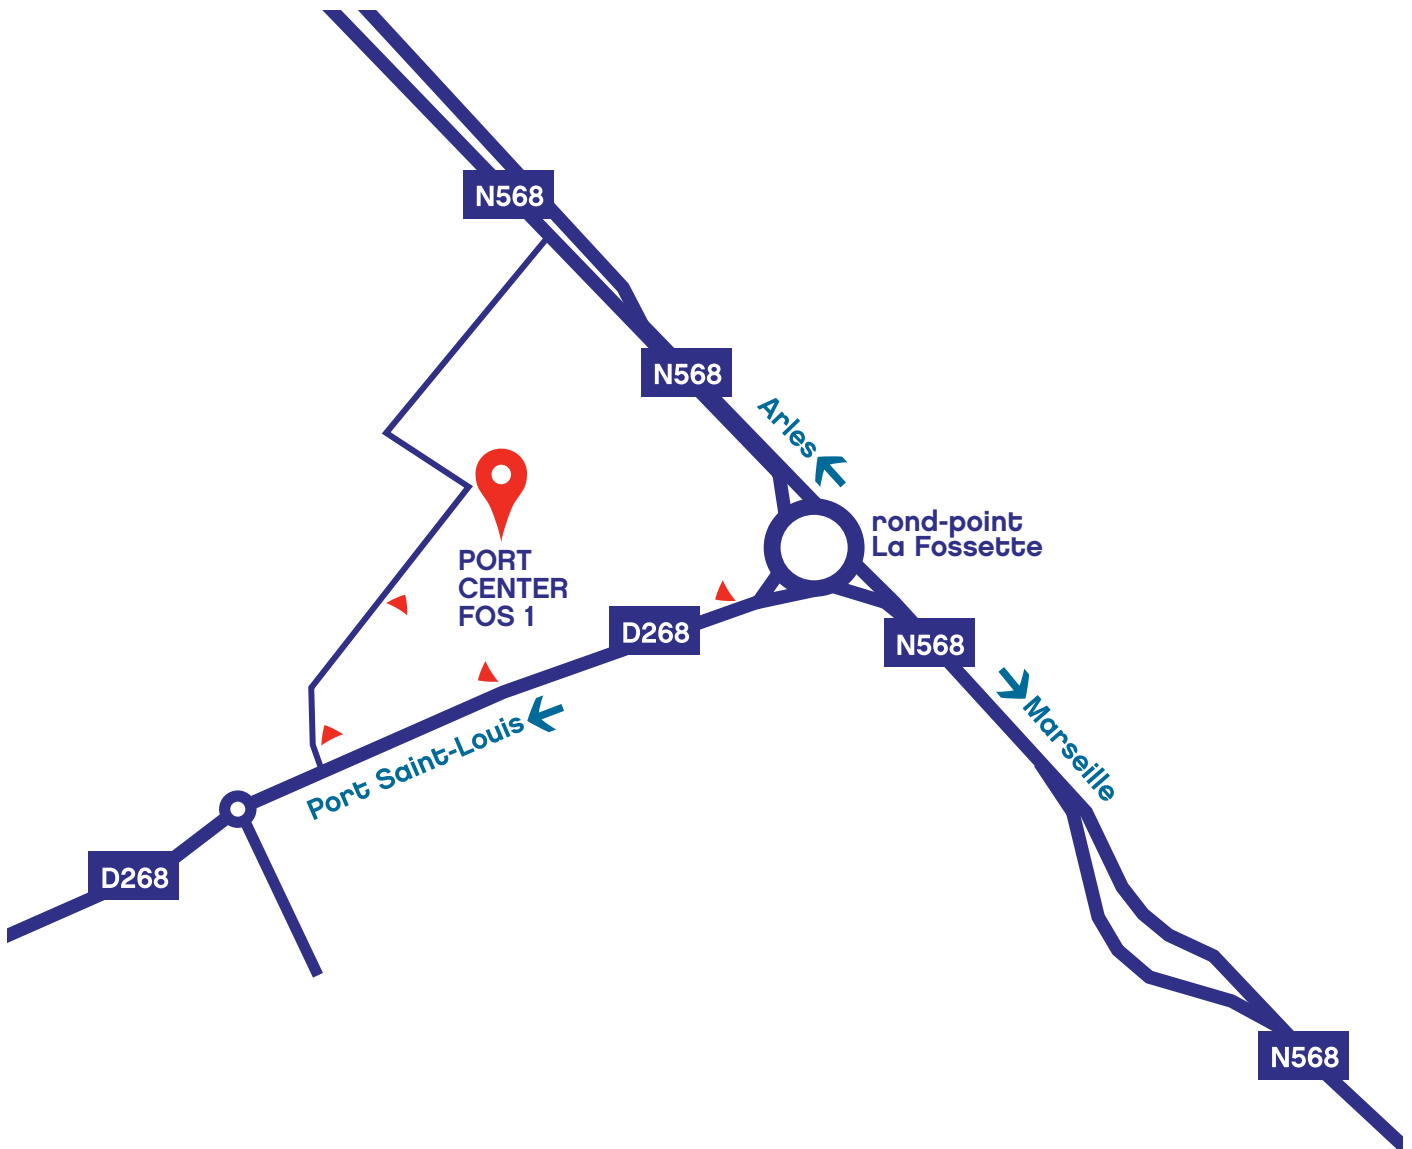 N568
N568
Arles
rond-point
La Fossette
PORT
CENTER
FOS 1
D268
N568
Marseille
Port Saint-Louis
D268
N568